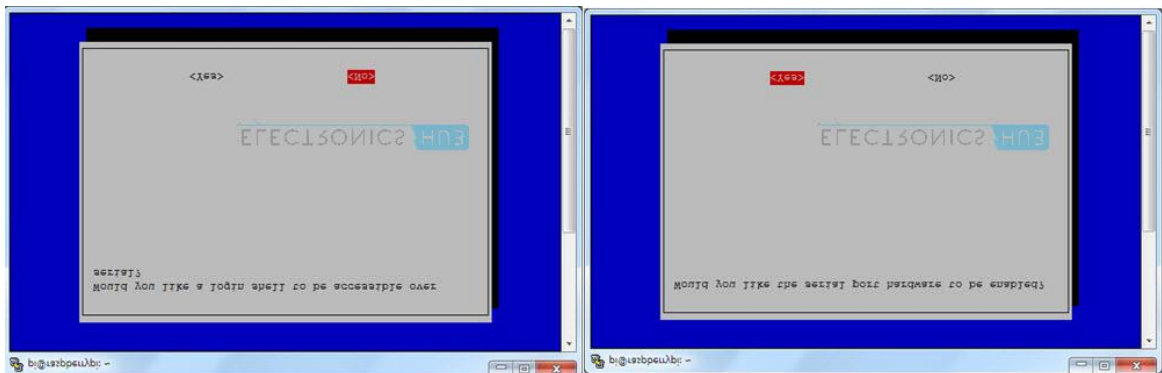 pi@raspberrypi: ~
Would you like a login shell to be accessible over
serial?
ELECTRONICS HUB
<Yes>
<No>
pi@raspberrypi: ~
Would you like the serial port hardware to be enabled?
ELECTRONICS HUB
<Yes>
<No>